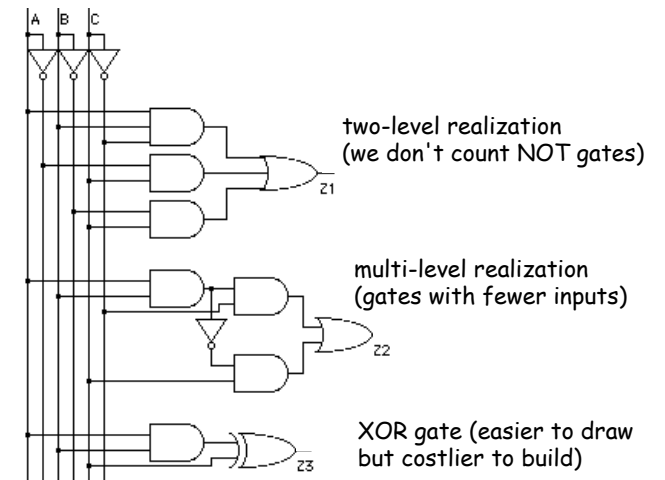 A B C
two-level realization
(we don't count NOT gates)
Z1
multi-level realization
(gates with fewer inputs)
Z2
XOR gate (easier to draw
but costlier to build)
Z3